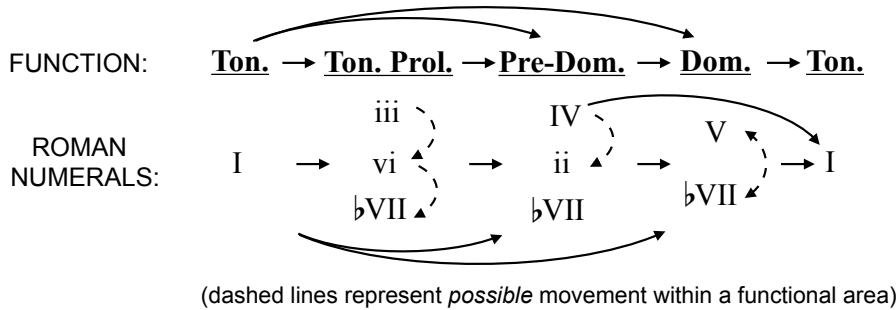 FUNCTION: Ton. Ton. Prol. Pre-Dom. Dom. Ton.
iii IV
V
ROMAN
NUMERALS: I vi ii I
♭VII ♭VII ♭VII
(dashed lines represent possible movement within a functional area)